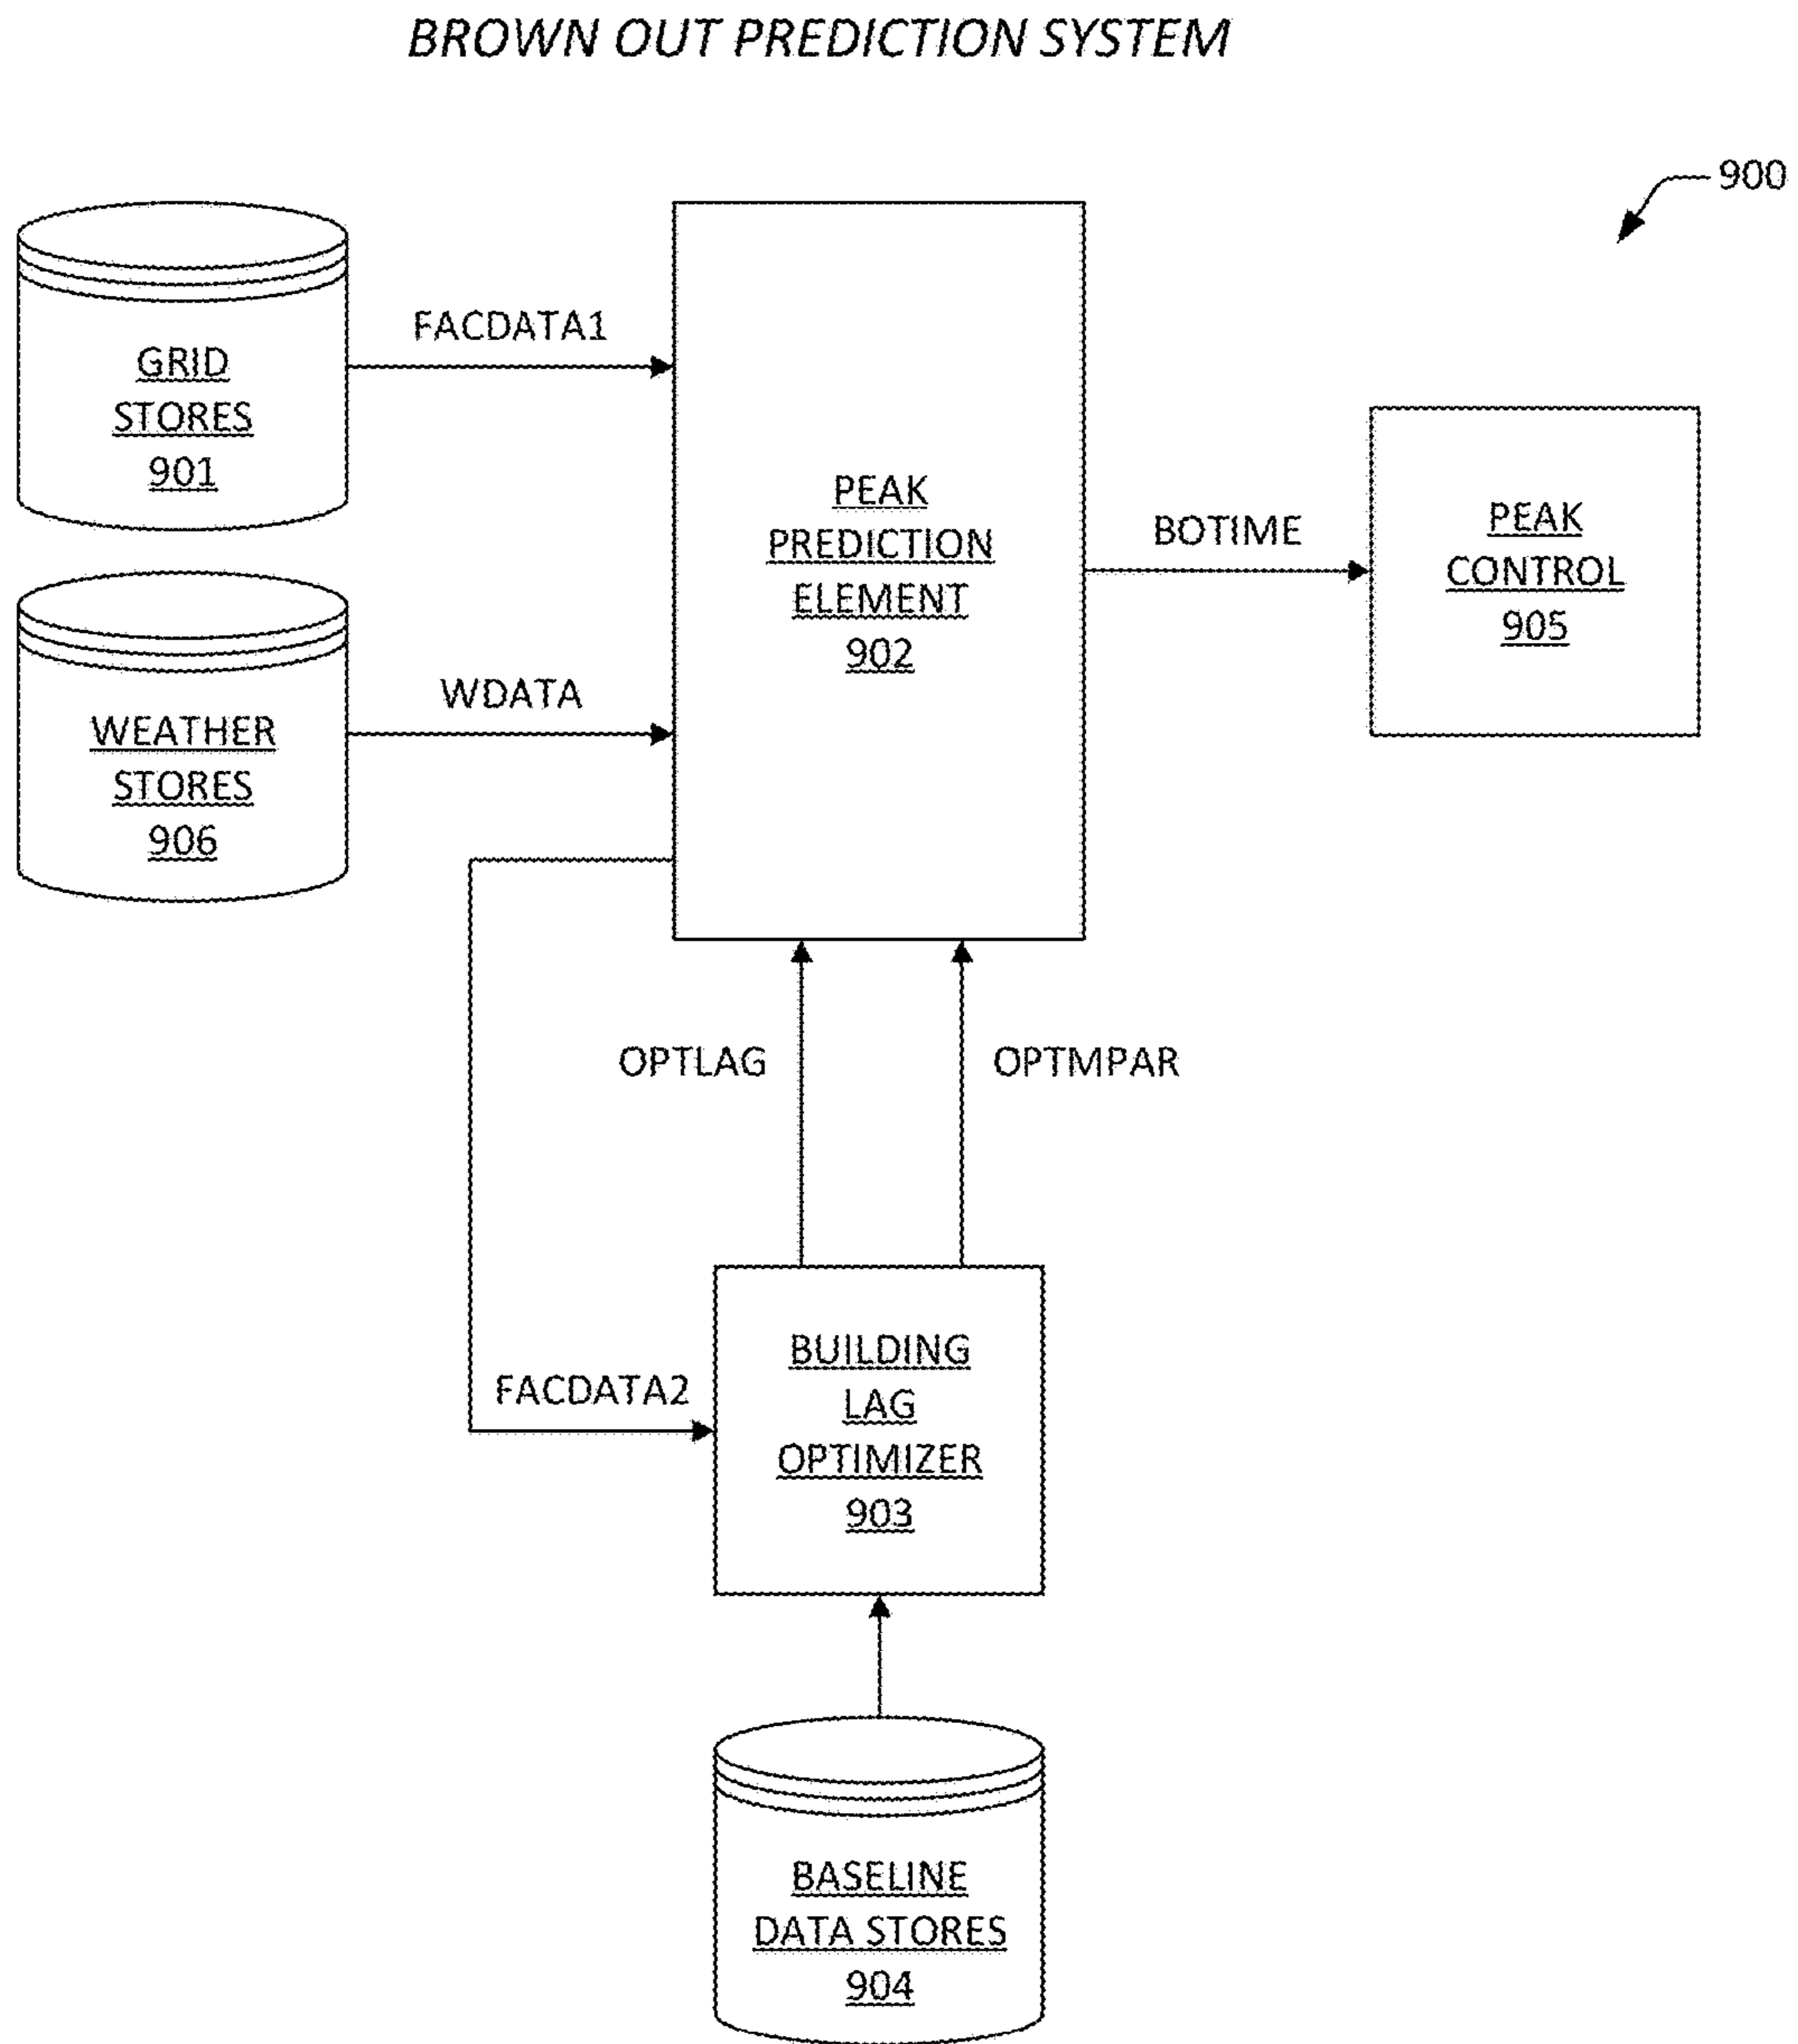 BROWN OUT PREDICTION SYSTEM
900
GRID
STORES
901
FACDATA1
PEAK
PREDICTION
ELEMENT
902
BOTIME
PEAK
CONTROL
905
WEATHER
STORES
906
WDATA
OPTLAG
OPTMPAR
FACDATA2
BUILDING
LAG
OPTIMIZER
903
BASELINE
DATA STORES
904